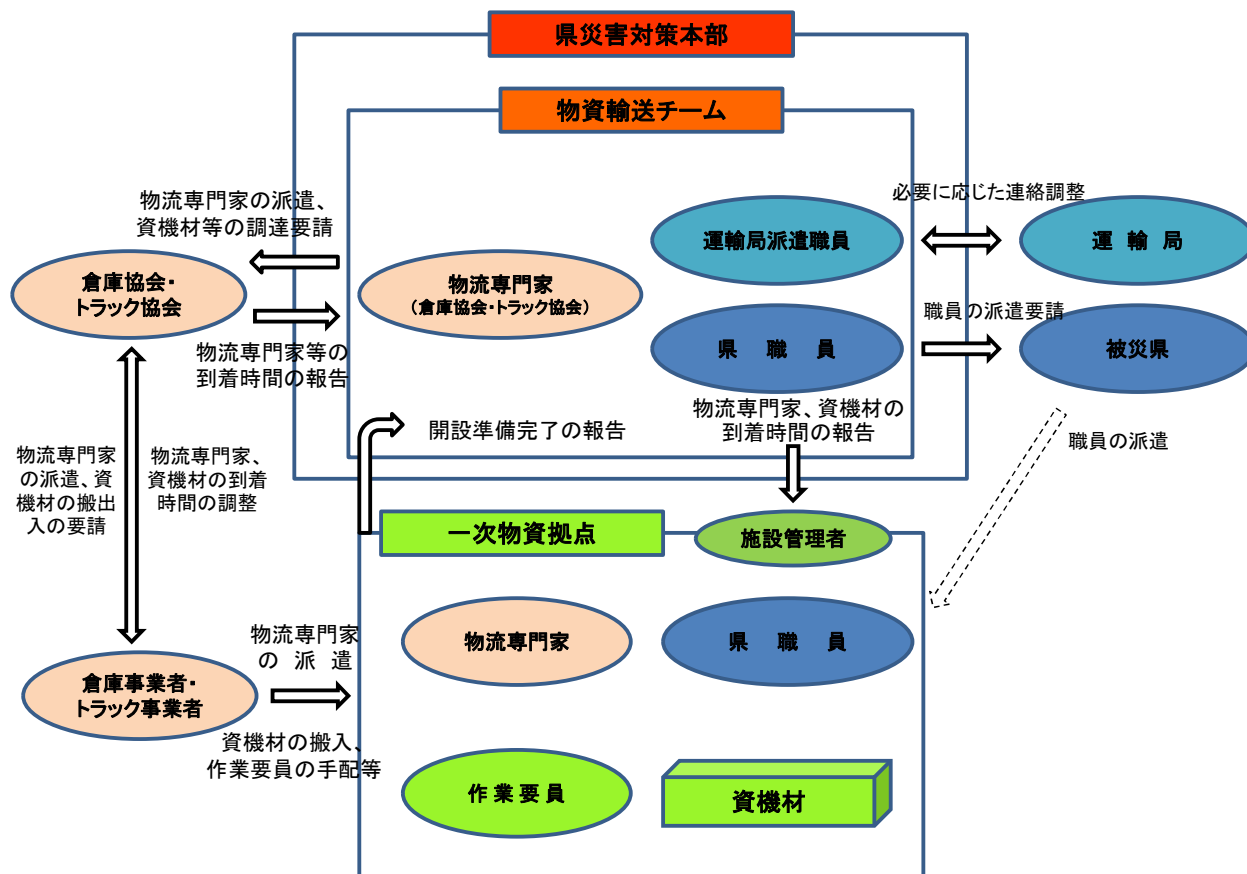 県災害対策本部
物資輸送チーム
物流専門家の派遣、
資機材等の調達要請
必要に応じた連絡調整
運輸局派遣職員
運 輸 局
倉庫協会・
トラック協会
物流専門家
（倉庫協会・トラック協会）
職員の派遣要請
県 職 員
被災県
物流専門家等の
到着時間の報告
物流専門家、資機材の
到着時間の報告
開設準備完了の報告
職員の派遣
物流専門家
の派遣、資
機材の搬出
入の要請
物流専門家、
資機材の到着
時間の調整
一次物資拠点
施設管理者
物流専門家
の 派 遣
物流専門家
県 職 員
倉庫事業者・
トラック事業者
資機材の搬入、
作業要員の手配等
作 業 要 員
資機材